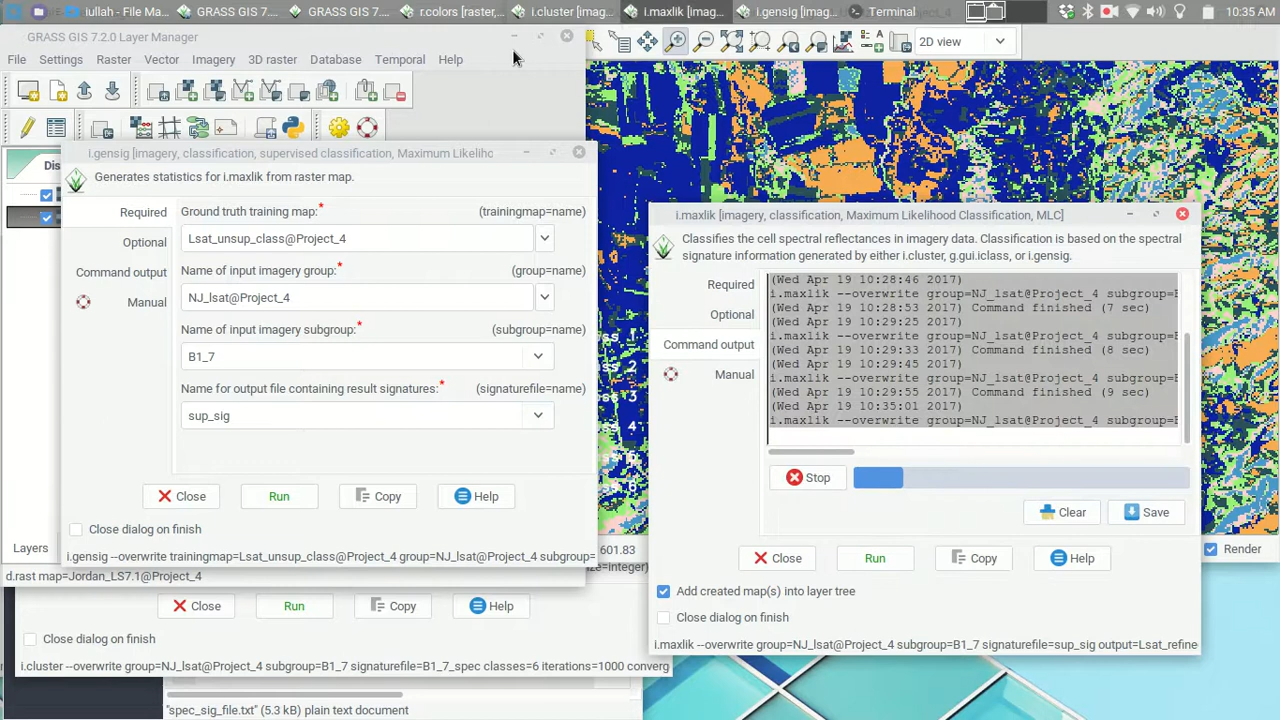 iullah - File Ma...
GRASS GIS 7....
GRASS GIS 7....
r.colors [raster,...
i.cluster [imag...
i.maxlik [imag...
i.gensig [imag...
Terminal
10:35 AM
GRASS GIS 7.2.0 Layer Manager
2D view
File Settings Raster Vector Imagery 3D raster Database Temporal Help
i.gensig [imagery, classification, supervised classification, Maximum Likeliho
Generates statistics for i.maxlik from raster map.
Required
Optional
Command output
Manual
Ground truth training map:* (trainingmap=name)
Lsat_unsup_class@Project_4
Name of input imagery group:* (group=name)
NJ_lsat@Project_4
Name of input imagery subgroup:* (subgroup=name)
B1_7
Name for output file containing result signatures:* (signaturefile=name)
sup_sig
Close Run Copy Help
Close dialog on finish
i.gensig --overwrite trainingmap=Lsat_unsup_class@Project_4 group=NJ_lsat@Project_4 subgroup=
Layers
d.rast map=Jordan_LS7.1@Project_4
601.83
Render
size=integer)
Close Run Copy Help
Close dialog on finish
i.cluster --overwrite group=NJ_lsat@Project_4 subgroup=B1_7 signaturefile=B1_7_spec classes=6 iterations=1000 converg
"spec_sig_file.txt" (5.3 kB) plain text document
i.maxlik [imagery, classification, Maximum Likelihood Classification, MLC]
Classifies the cell spectral reflectances in imagery data. Classification is based on the spectral
signature information generated by either i.cluster, g.gui.iclass, or i.gensig.
Required
Optional
Command output
Manual
(Wed Apr 19 10:28:46 2017)
i.maxlik --overwrite group=NJ_lsat@Project_4 subgroup=B
(Wed Apr 19 10:28:53 2017) Command finished (7 sec)
(Wed Apr 19 10:29:25 2017)
i.maxlik --overwrite group=NJ_lsat@Project_4 subgroup=B
(Wed Apr 19 10:29:33 2017) Command finished (8 sec)
(Wed Apr 19 10:29:45 2017)
i.maxlik --overwrite group=NJ_lsat@Project_4 subgroup=B
(Wed Apr 19 10:29:55 2017) Command finished (9 sec)
(Wed Apr 19 10:35:01 2017)
i.maxlik --overwrite group=NJ_lsat@Project_4 subgroup=B
Stop
Clear Save
Close Run Copy Help
Add created map(s) into layer tree
Close dialog on finish
i.maxlik --overwrite group=NJ_lsat@Project_4 subgroup=B1_7 signaturefile=sup_sig output=Lsat_refine